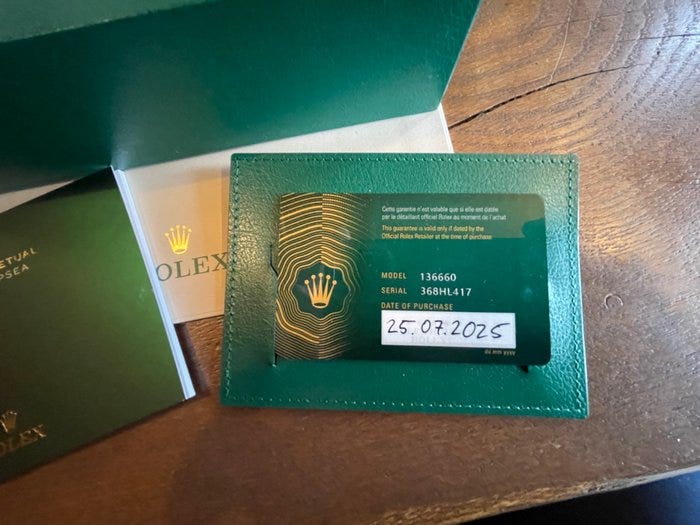 PETUAL
PSEA
ROLEX
ROLEX
Cette garantie n'est valable que si elle est datée
par le détaillant officiel Rolex au moment de l'achat
This guarantee is valid only if dated by the
Official Rolex Retailer at the time of purchase
MODEL 136660
SERIAL 368HL417
DATE OF PURCHASE
25.07.2025
dd.mm.yyyy